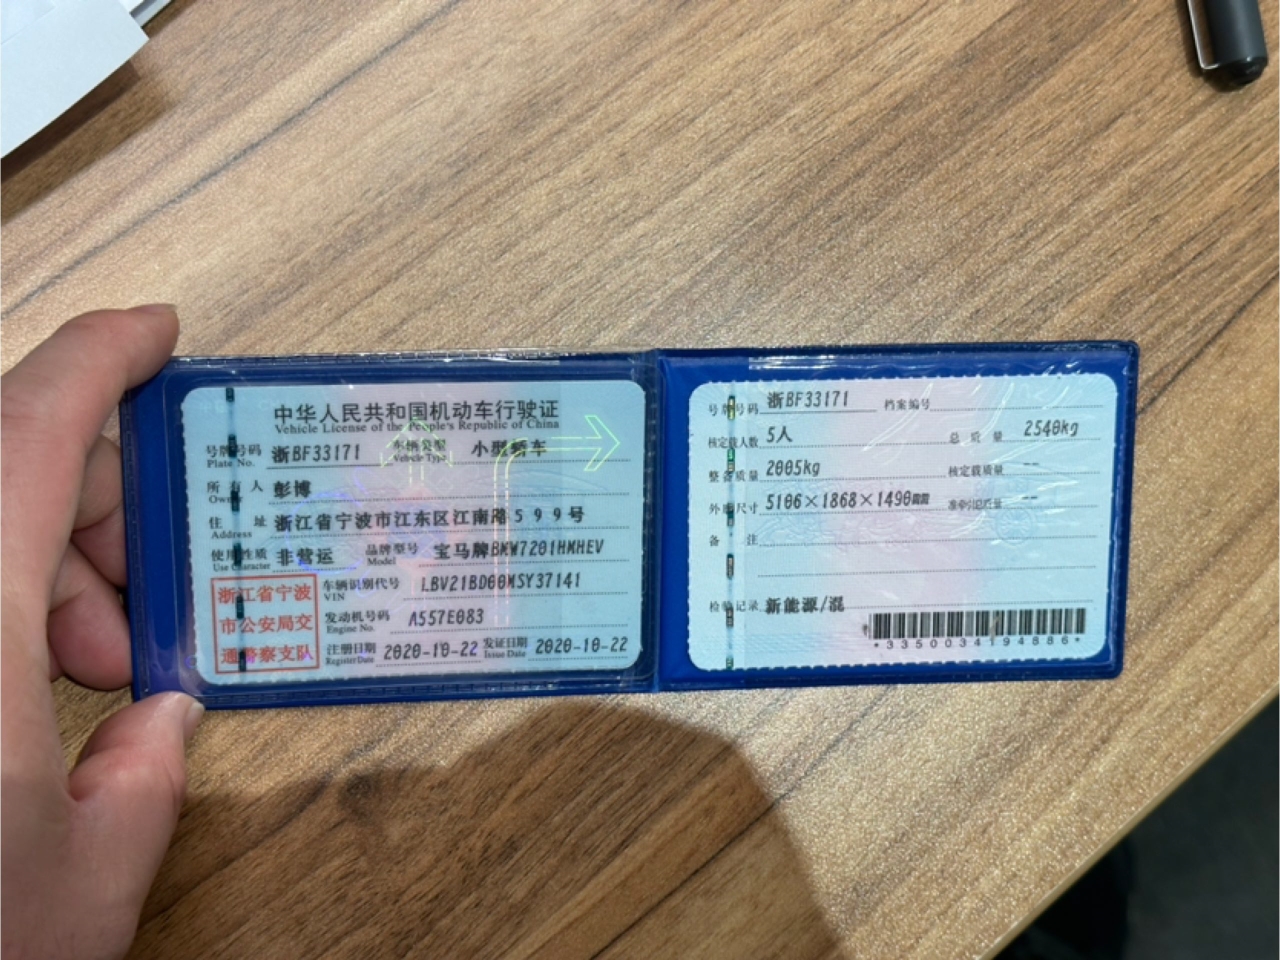 中华人民共和国机动车行驶证
Vehicle License of the People's Republic of China
号牌号码 浙BF33171 车辆类型 小型轿车
Plate No. Vehicle Type
所有人 彭博
Owner
住址 浙江省宁波市江东区江南路599号
Address
使用性质 非营运 品牌型号 宝马牌BMW7201HMHEV
Use Character Model
浙江省宁波
市公安局交
通警察支队
车辆识别代号 LBV21BD00MSY37141
VIN
发动机号码 A557E083
Engine No.
注册日期 2020-10-22 发证日期 2020-10-22
Register Date Issue Date
号牌号码 浙BF33171 档案编号
核定载人数 5人 总质量 2540kg
整备质量 2005kg 核定载质量 --
外廓尺寸 5106×1868×1490 准牵引总质量 --
备注
检验记录 新能源/混
*3350034194886*